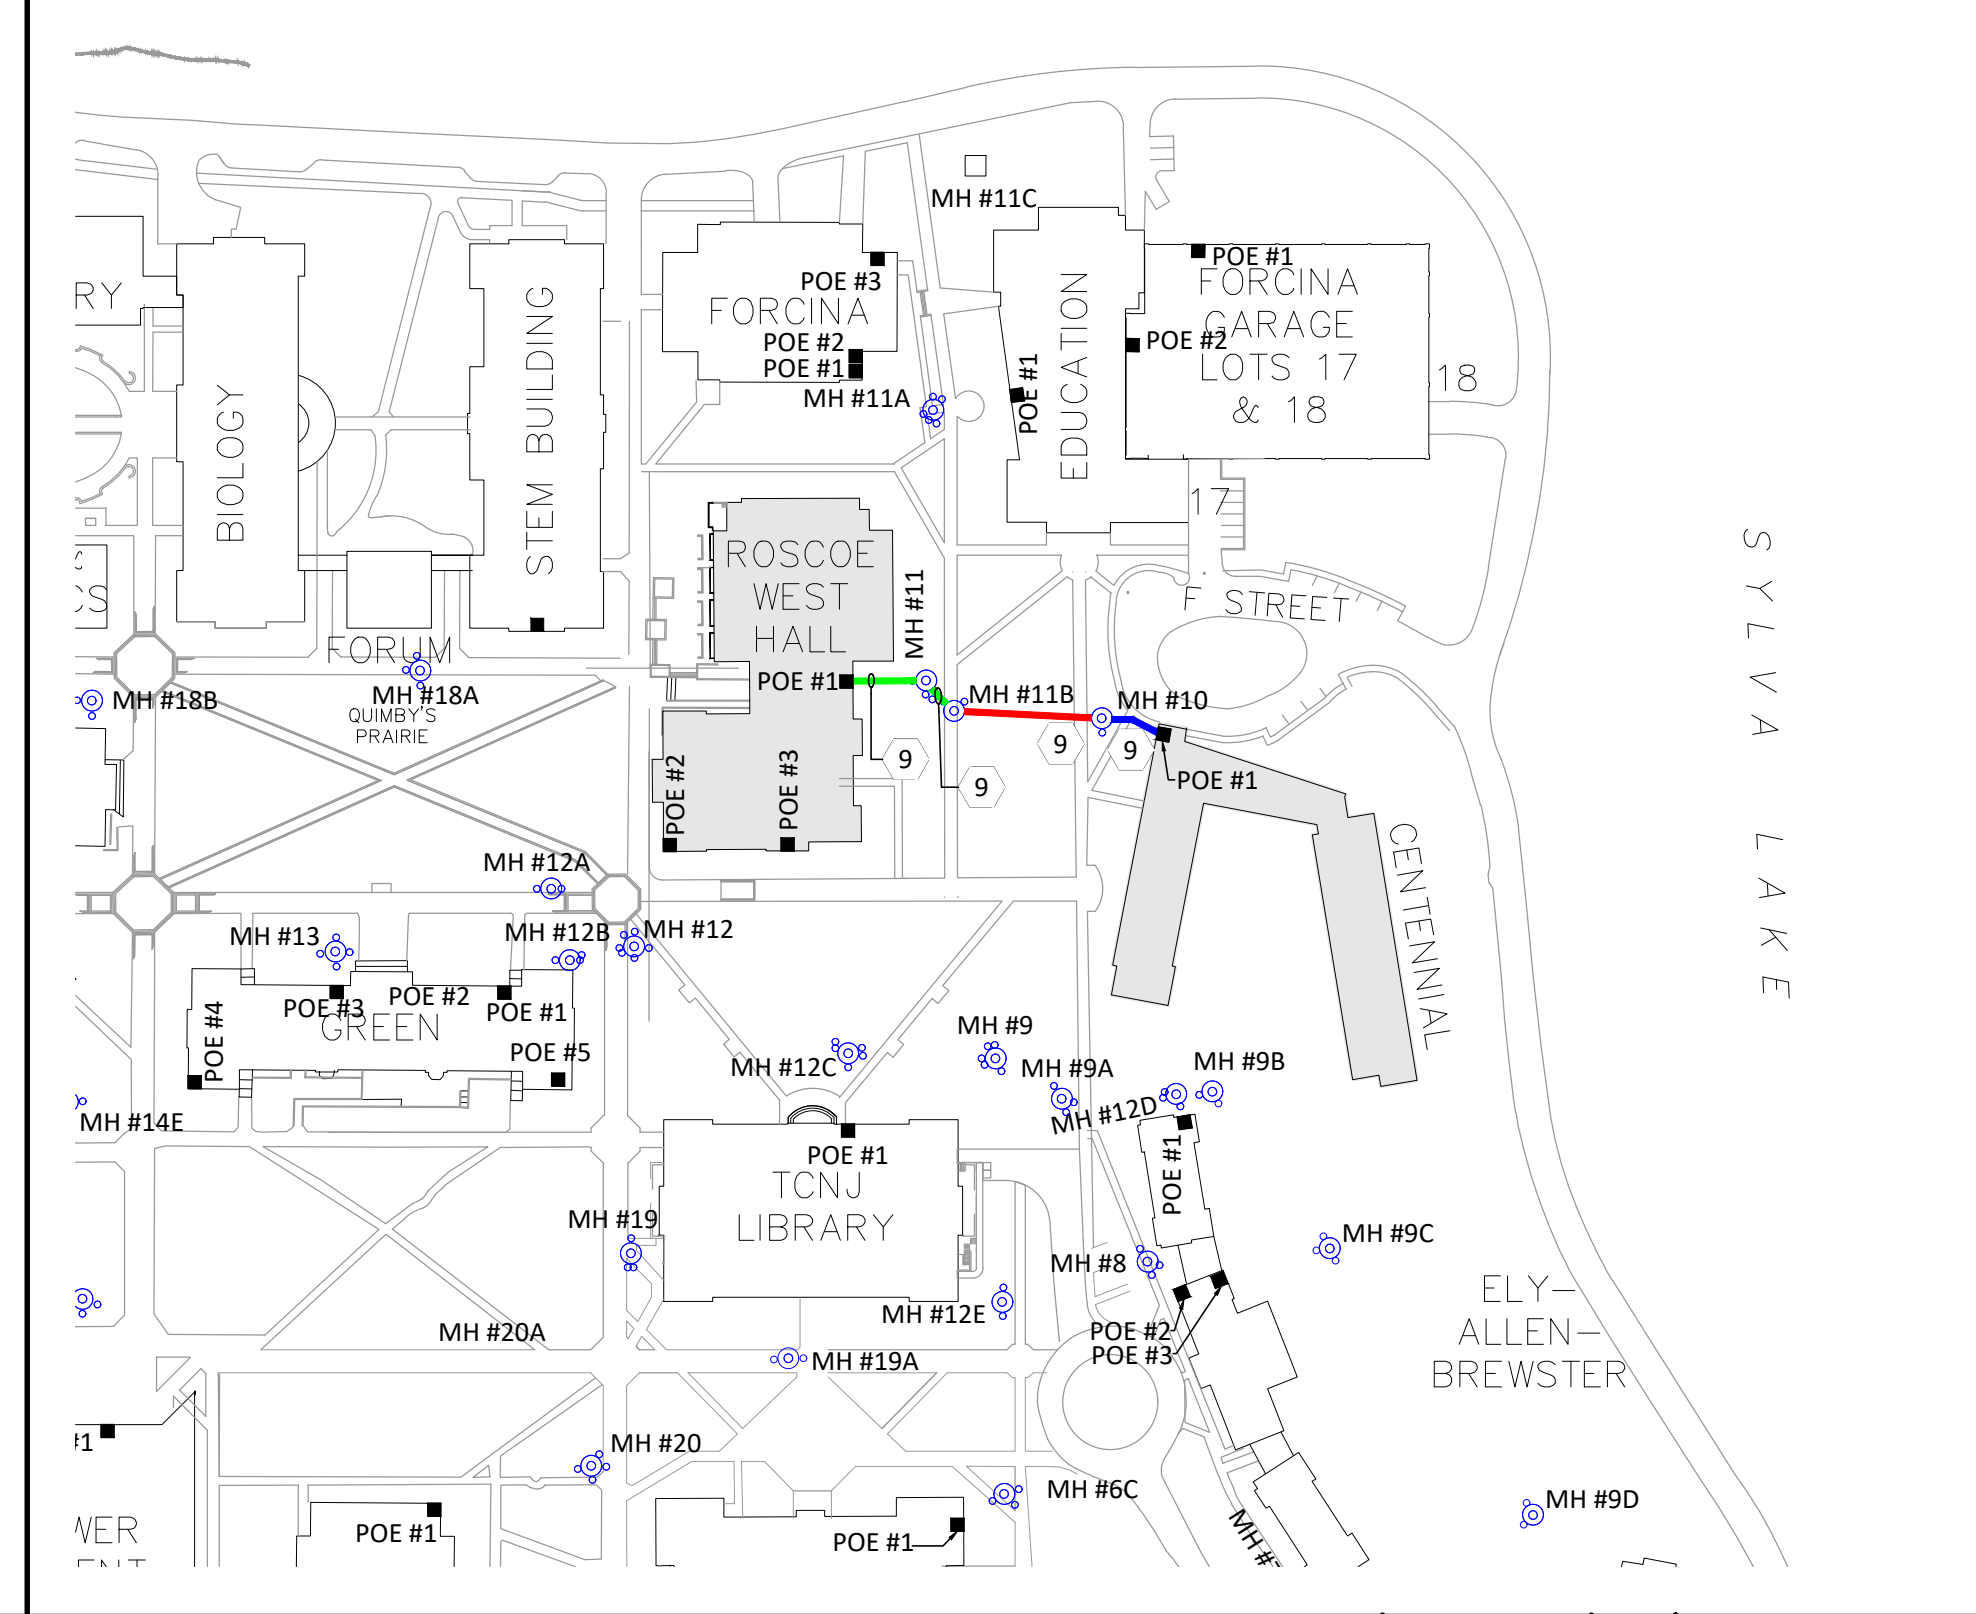 MH #11C
POE #1
FORCINA
GARAGE
LOTS 17
& 18
POE #2
18
17
POE #3
FORCINA
POE #2
POE #1
MH #11A
POE #1
EDUCATION
RY
BIOLOGY
STEM BUILDING
CS
FORUM
MH #18A
MH #18B
QUIMBY'S
PRAIRIE
ROSCOE
WEST
HALL
MH #11
POE #1
POE #2
POE #3
MH #11B
MH #10
9
9
9
9
F STREET
POE #1
CENTENNIAL
SYLVA LAKE
MH #12A
MH #12B
MH #12
MH #13
POE #3
POE #2
POE #1
GREEN
POE #4
POE #5
MH #14E
MH #12C
MH #9
MH #9A
MH #9B
MH #12D
POE #1
POE #1
TCNJ
LIBRARY
MH #19
MH #8
MH #9C
MH #12E
POE #2
POE #3
ELY-
ALLEN-
BREWSTER
MH #20A
MH #19A
#1
MH #20
MH #6C
MH #9D
POE #1
POE #1
WER
ENT
MH #